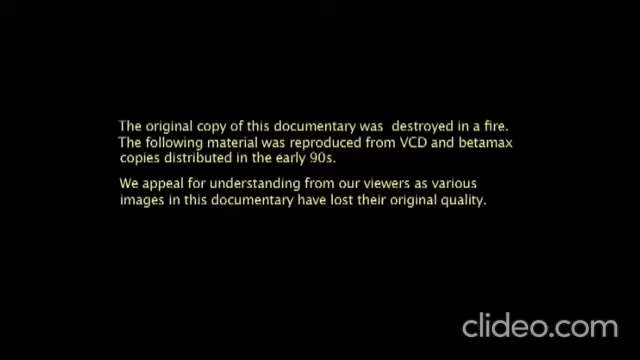 The original copy of this documentary was destroyed in a fire.
The following material was reproduced from VCD and betamax
copies distributed in the early 90s.
We appeal for understanding from our viewers as various
images in this documentary have lost their original quality.
clideo.com